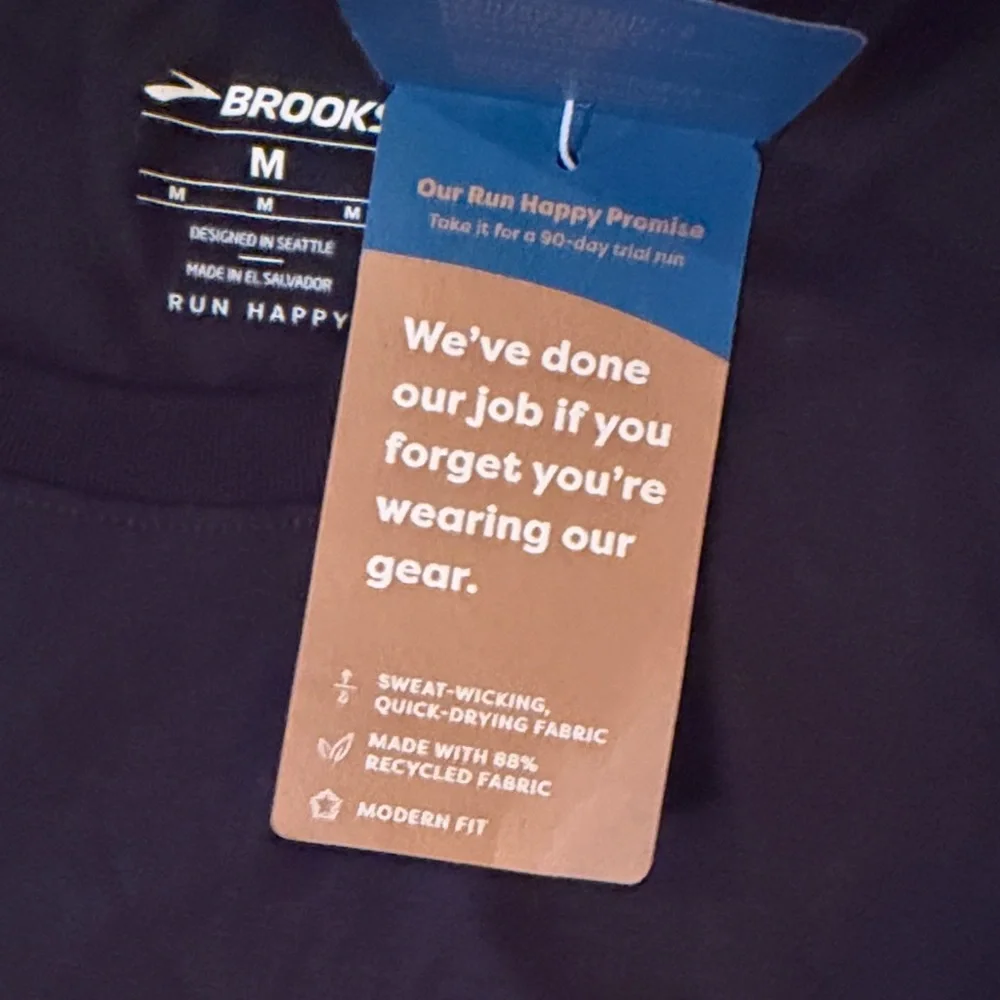 BROOKS
M
M M M
DESIGNED IN SEATTLE
MADE IN EL SALVADOR
RUN HAPPY
Our Run Happy Promise
Take it for a 90-day trial run
We've done
our job if you
forget you're
wearing our
gear.
SWEAT-WICKING,
QUICK-DRYING FABRIC
MADE WITH 88%
RECYCLED FABRIC
MODERN FIT